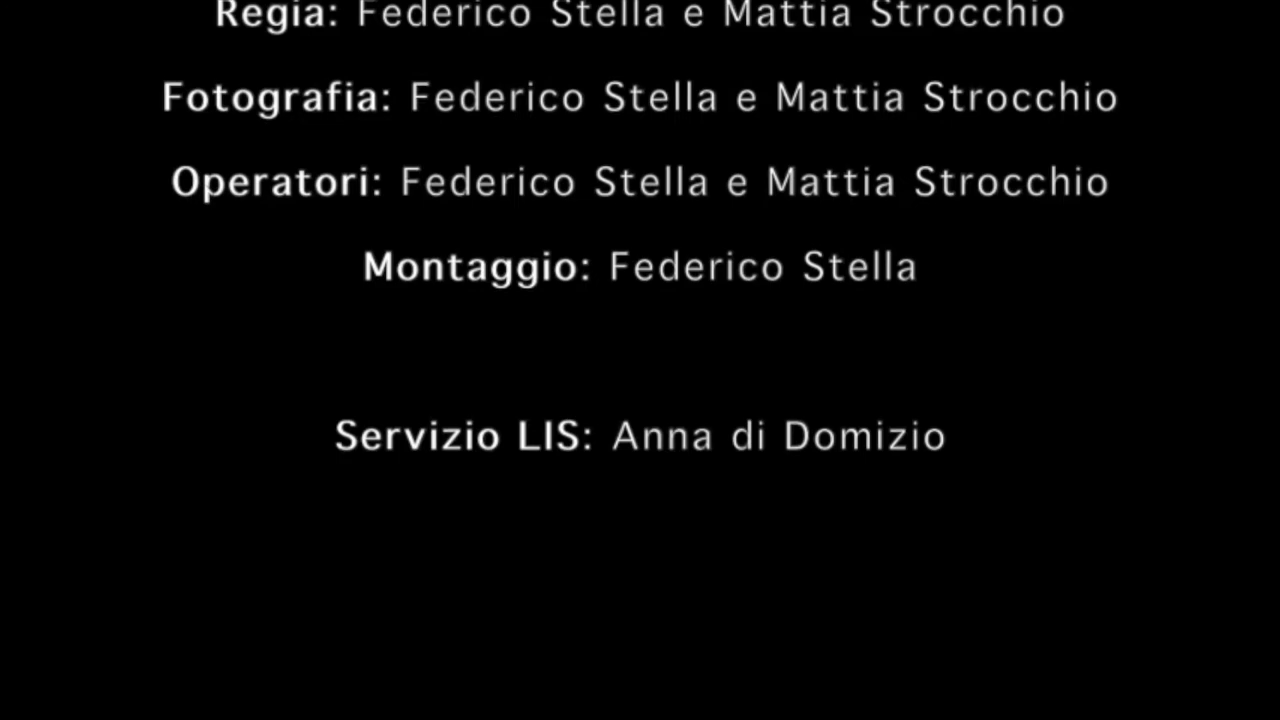 Regia: Federico Stella e Mattia Strocchio
Fotografia: Federico Stella e Mattia Strocchio
Operatori: Federico Stella e Mattia Strocchio
Montaggio: Federico Stella
Servizio LIS: Anna di Domizio